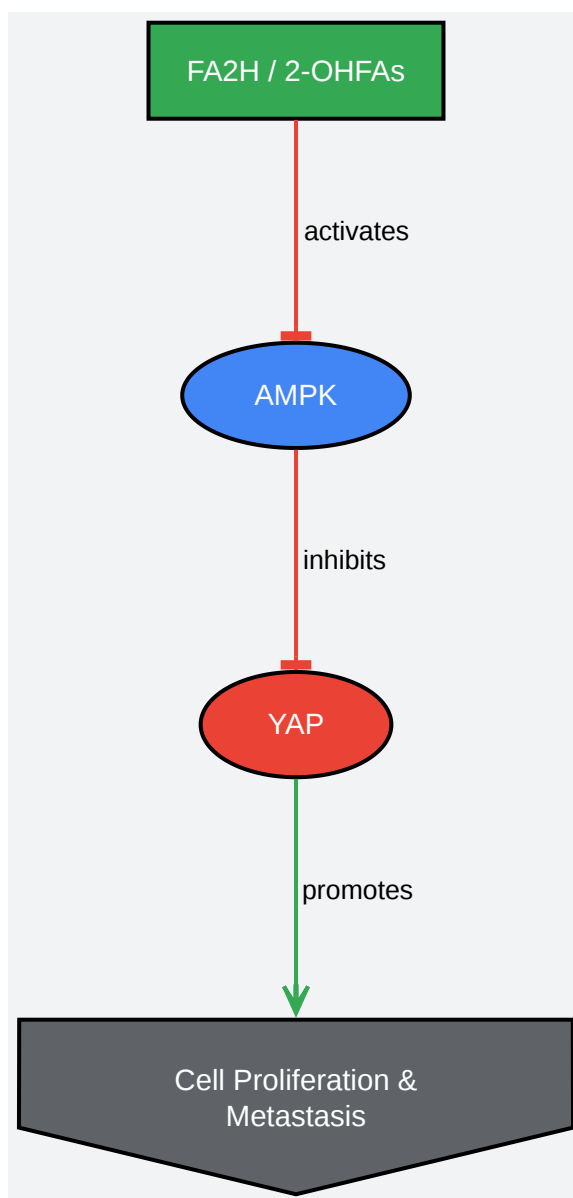 FA2H / 2-OHFAs
activates
AMPK
inhibits
YAP
promotes
Cell Proliferation &
Metastasis